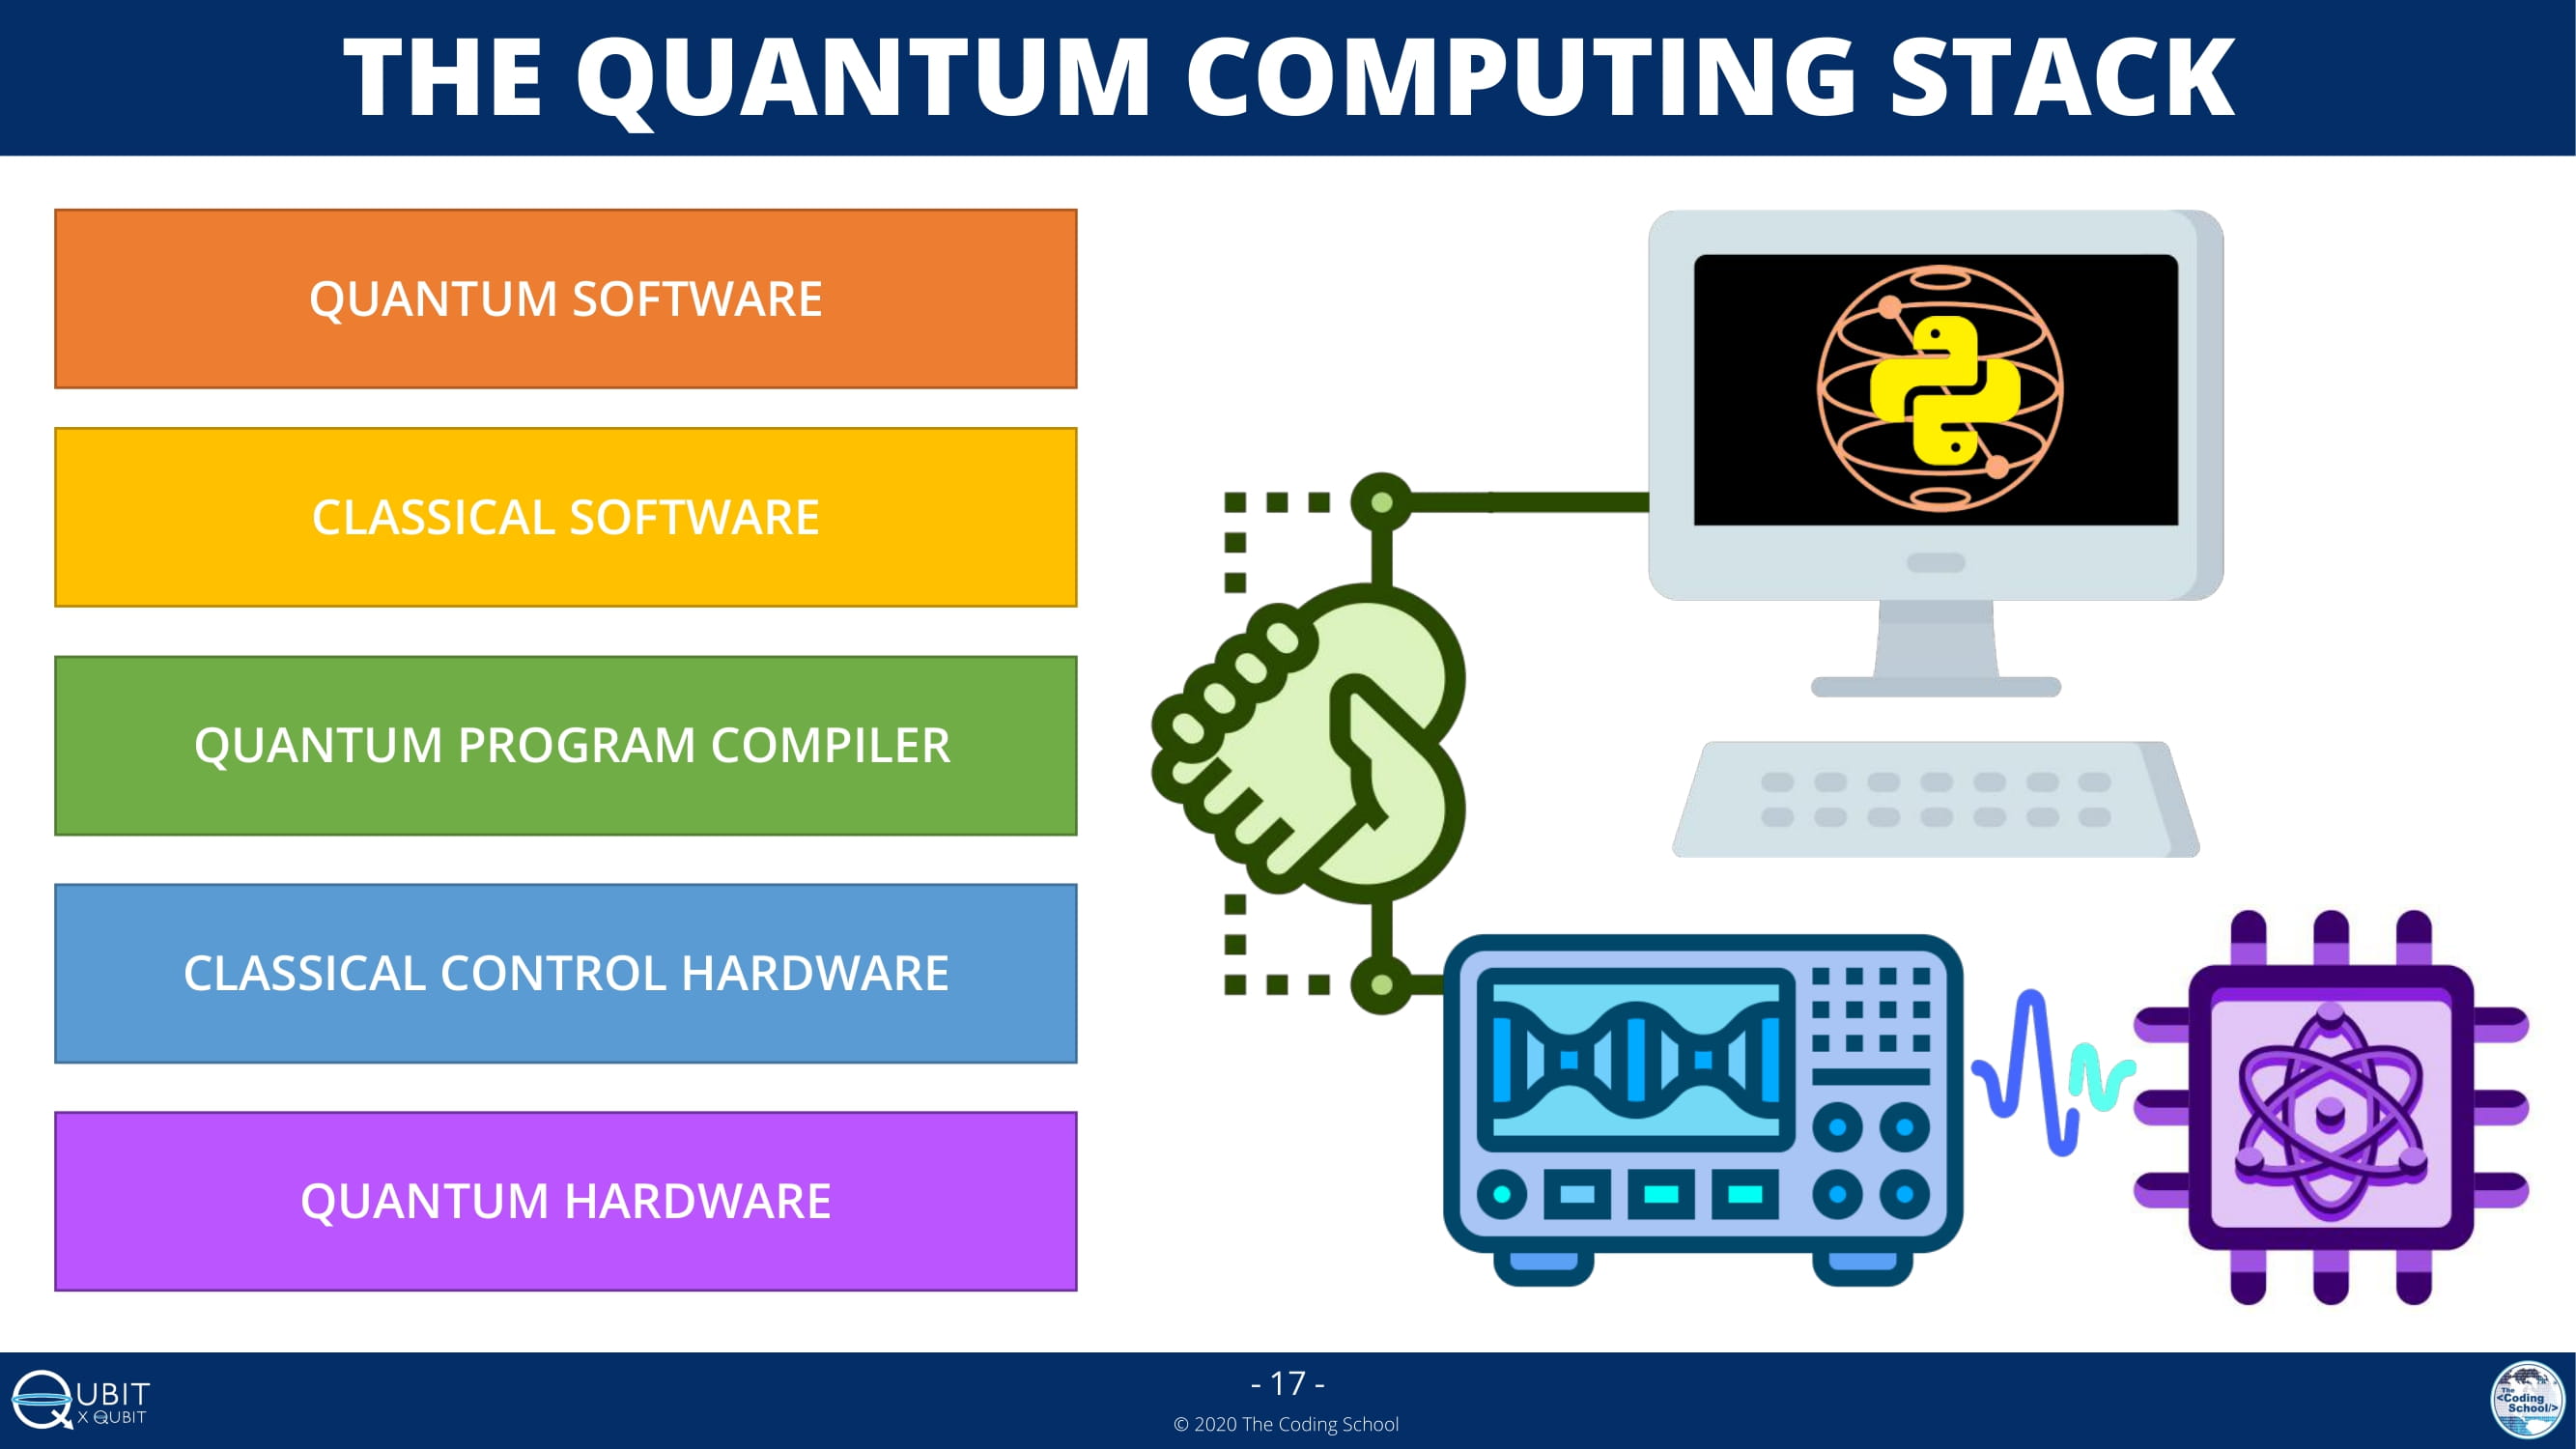 THE QUANTUM COMPUTING STACK
QUANTUM SOFTWARE
CLASSICAL SOFTWARE
QUANTUM PROGRAM COMPILER
CLASSICAL CONTROL HARDWARE
QUANTUM HARDWARE
QUBIT
X QUBIT
- 17 -
© 2020 The Coding School
The
<Coding
School/>